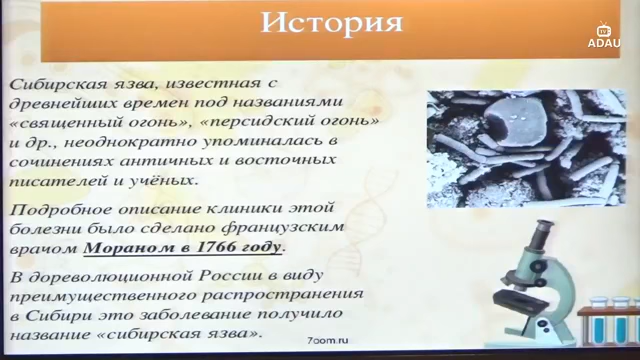 История
TV
ADAU
Сибирская язва, известная с
древнейших времен под названиями
«священный огонь», «персидский огонь»
и др., неоднократно упоминалась в
сочинениях античных и восточных
писателей и учёных.
Подробное описание клиники этой
болезни было сделано французским
врачом Мораном в 1766 году.
В дореволюционной России в виду
преимущественного распространения
в Сибири это заболевание получило
название «сибирская язва».
7oom.ru